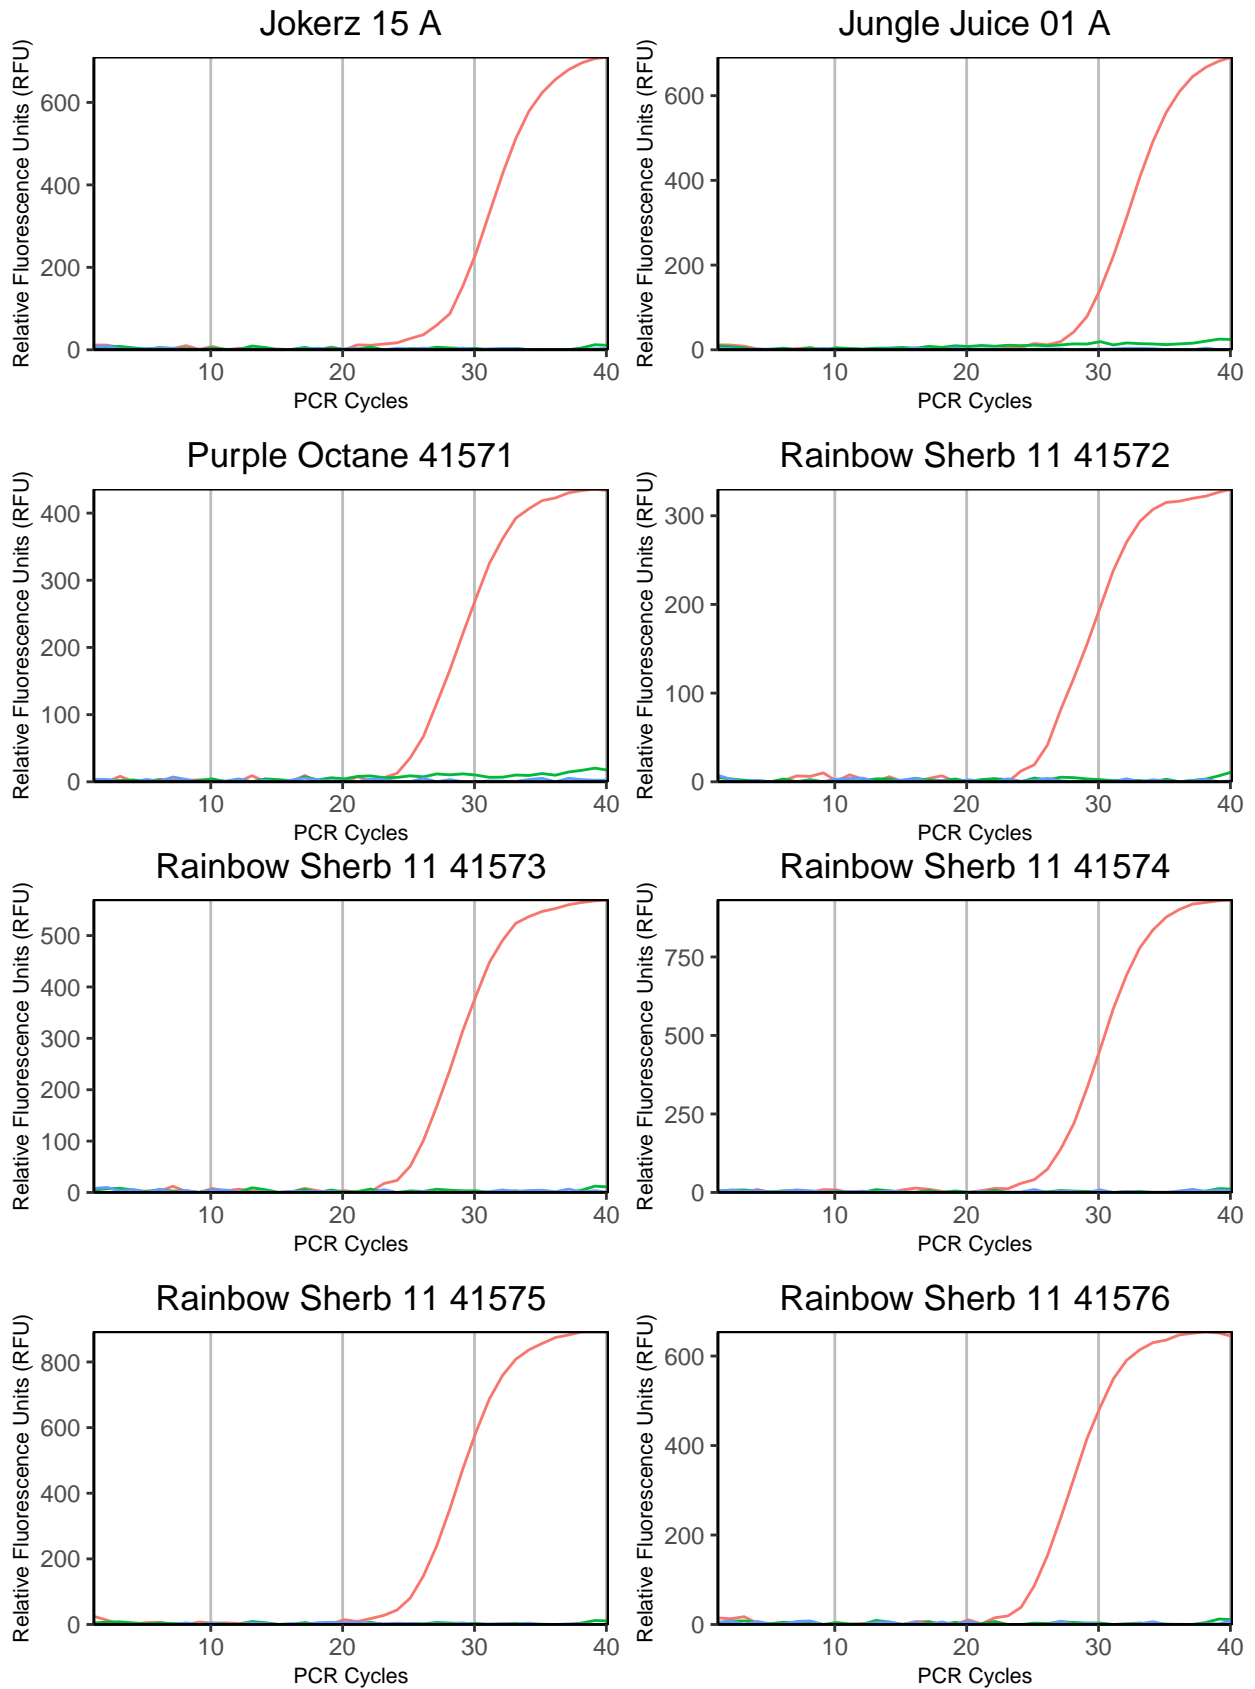 Jokerz 15 A
Relative Fluorescence Units (RFU)
600
400
200
0
10 20 30 40
PCR Cycles
Jungle Juice 01 A
Relative Fluorescence Units (RFU)
600
400
200
0
10 20 30 40
PCR Cycles
Purple Octane 41571
Relative Fluorescence Units (RFU)
400
300
200
100
0
10 20 30 40
PCR Cycles
Rainbow Sherb 11 41572
Relative Fluorescence Units (RFU)
300
200
100
0
10 20 30 40
PCR Cycles
Rainbow Sherb 11 41573
Relative Fluorescence Units (RFU)
500
400
300
200
100
0
10 20 30 40
PCR Cycles
Rainbow Sherb 11 41574
Relative Fluorescence Units (RFU)
750
500
250
0
10 20 30 40
PCR Cycles
Rainbow Sherb 11 41575
Relative Fluorescence Units (RFU)
800
600
400
200
0
10 20 30 40
PCR Cycles
Rainbow Sherb 11 41576
Relative Fluorescence Units (RFU)
600
400
200
0
10 20 30 40
PCR Cycles